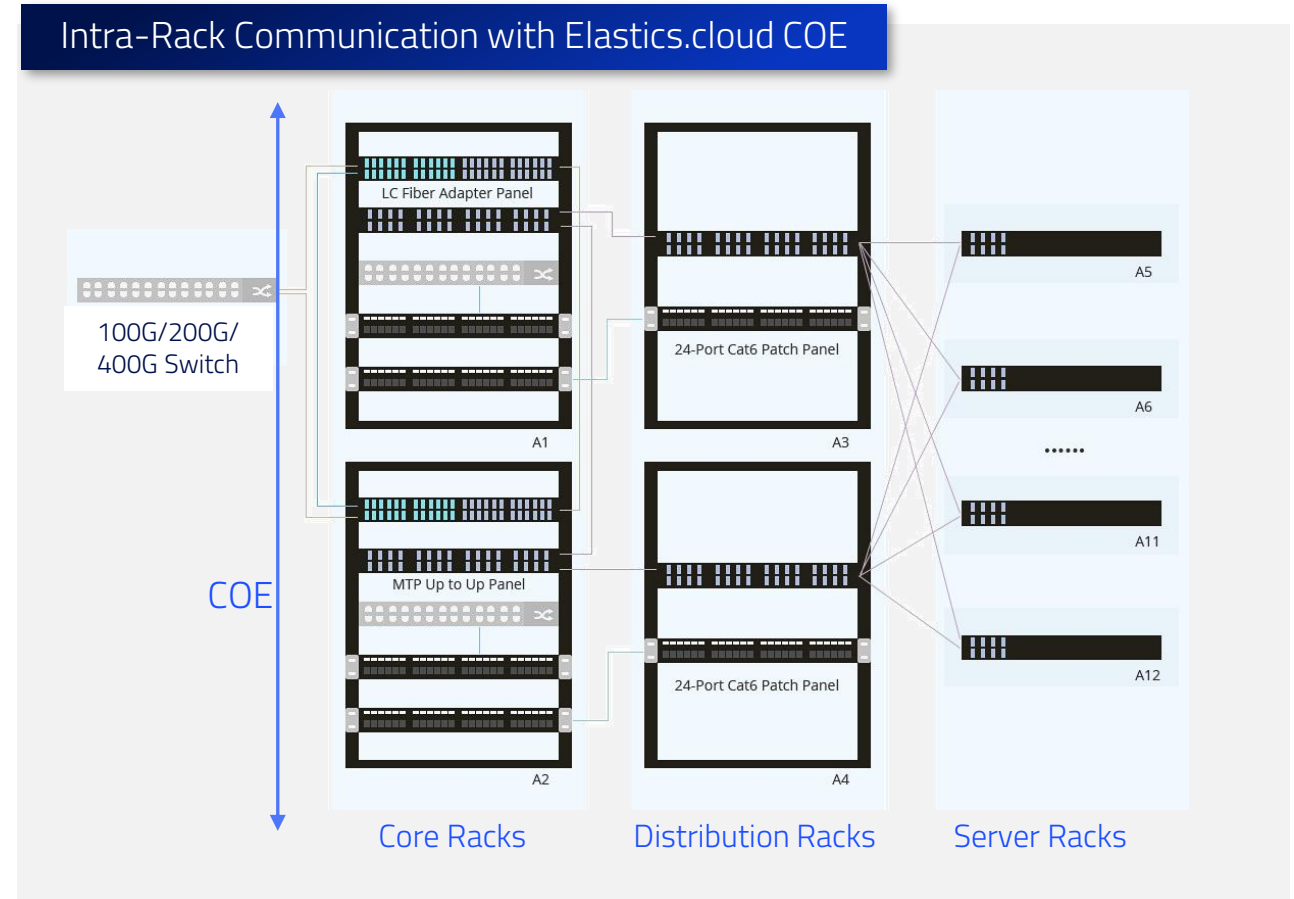 Intra-Rack Communication with Elastics.cloud COE
LC Fiber Adapter Panel
100G/200G/
400G Switch
24-Port Cat6 Patch Panel
A1
A3
A5
A6
......
A11
A12
COE
MTP Up to Up Panel
24-Port Cat6 Patch Panel
A2
A4
Core Racks
Distribution Racks
Server Racks